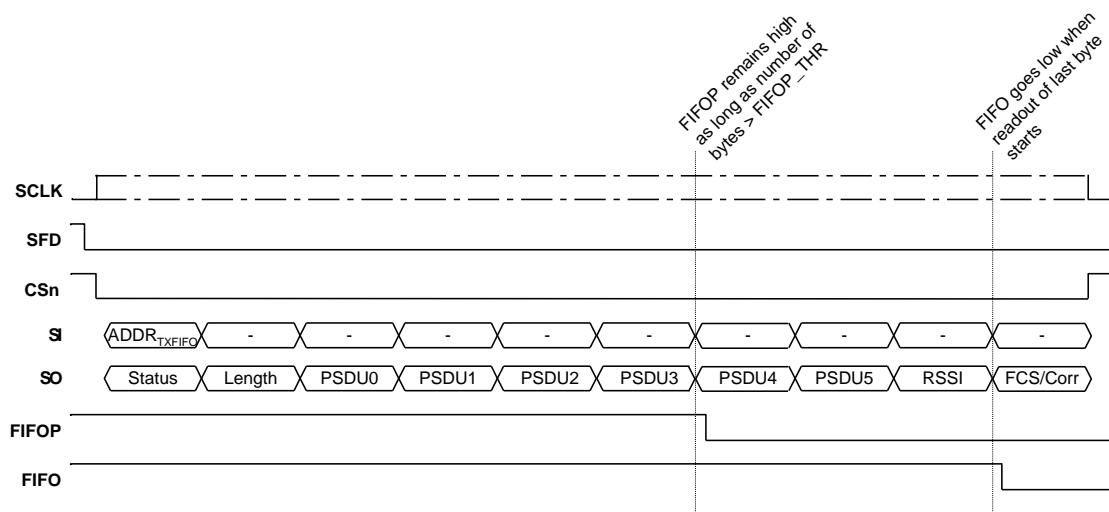 FIFOP remains high
as long as number of
bytes > FIFOP_THR
FIFO goes low when
readout of last byte
starts
SCLK
SFD
CSn
SI ADDRTXFIFO - - - - - - - - -
SO Status Length PSDU0 PSDU1 PSDU2 PSDU3 PSDU4 PSDU5 RSSI FCS/Corr
FIFOP
FIFO